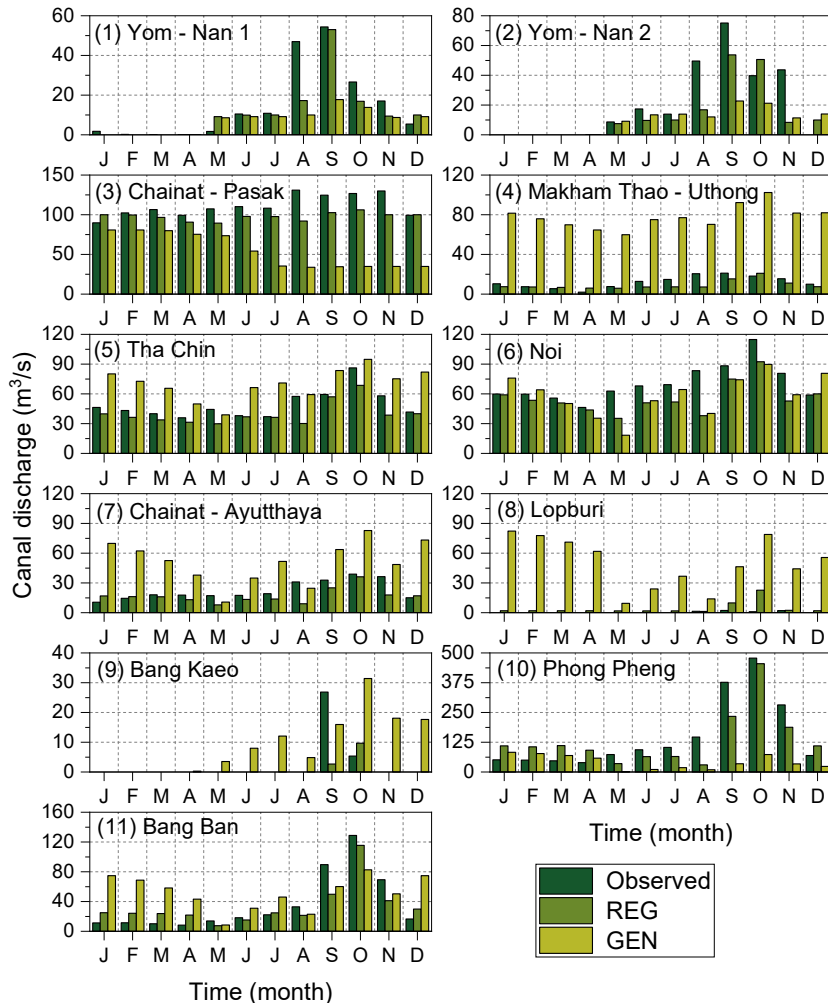 (1) Yom - Nan 1
60
40
20
0
J F M A M J J A S O N D
(2) Yom - Nan 2
80
60
40
20
0
J F M A M J J A S O N D
(3) Chainat - Pasak
150
100
50
0
J F M A M J J A S O N D
(4) Makham Thao - Uthong
120
80
40
0
J F M A M J J A S O N D
(5) Tha Chin
120
90
60
30
0
J F M A M J J A S O N D
(6) Noi
120
90
60
30
0
J F M A M J J A S O N D
(7) Chainat - Ayutthaya
120
90
60
30
0
J F M A M J J A S O N D
(8) Lopburi
120
90
60
30
0
J F M A M J J A S O N D
(9) Bang Kaeo
40
30
20
10
0
J F M A M J J A S O N D
(10) Phong Pheng
500
375
250
125
0
J F M A M J J A S O N D
(11) Bang Ban
160
120
80
40
0
J F M A M J J A S O N D
Canal discharge (m³/s)
Time (month)
Time (month)
Observed
REG
GEN